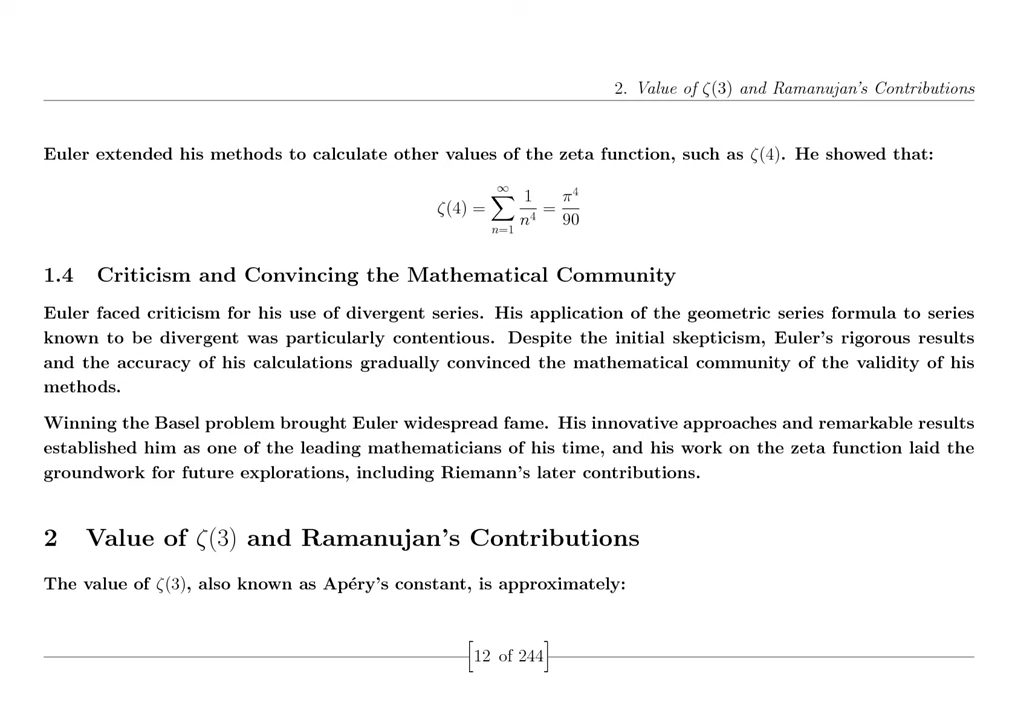 2. Value of ζ(3) and Ramanujan's Contributions
Euler extended his methods to calculate other values of the zeta function, such as ζ(4). He showed that:
ζ(4) = ∑_{n=1}^{∞} 1/n⁴ = π⁴/90
1.4 Criticism and Convincing the Mathematical Community
Euler faced criticism for his use of divergent series. His application of the geometric series formula to series
known to be divergent was particularly contentious. Despite the initial skepticism, Euler's rigorous results
and the accuracy of his calculations gradually convinced the mathematical community of the validity of his
methods.
Winning the Basel problem brought Euler widespread fame. His innovative approaches and remarkable results
established him as one of the leading mathematicians of his time, and his work on the zeta function laid the
groundwork for future explorations, including Riemann's later contributions.
2 Value of ζ(3) and Ramanujan's Contributions
The value of ζ(3), also known as Apéry's constant, is approximately:
[12 of 244]